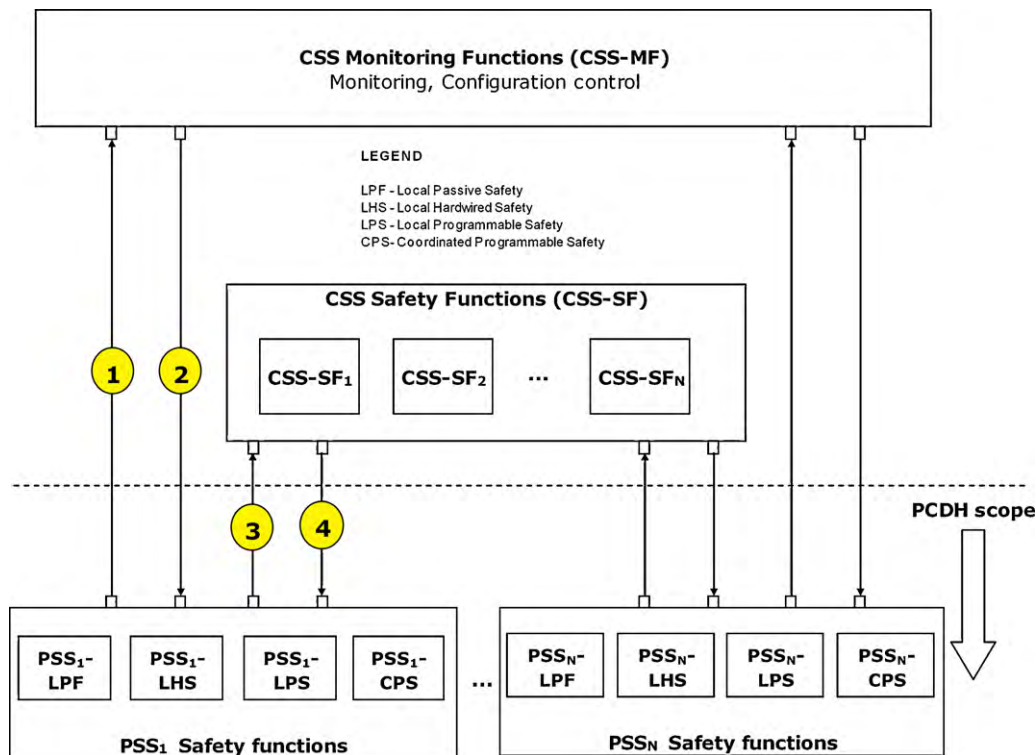 CSS Monitoring Functions (CSS-MF)
Monitoring, Configuration control
LEGEND
LPF - Local Passive Safety
LHS - Local Hardwired Safety
LPS - Local Programmable Safety
CPS- Coordinated Programmable Safety
CSS Safety Functions (CSS-SF)
CSS-SF1
CSS-SF2
...
CSS-SFN
1
2
3
4
PCDH scope
PSS1-
LPF
PSS1-
LHS
PSS1-
LPS
PSS1-
CPS
...
PSSN-
LPF
PSSN-
LHS
PSSN-
LPS
PSSN-
CPS
PSS1 Safety functions
PSSN Safety functions